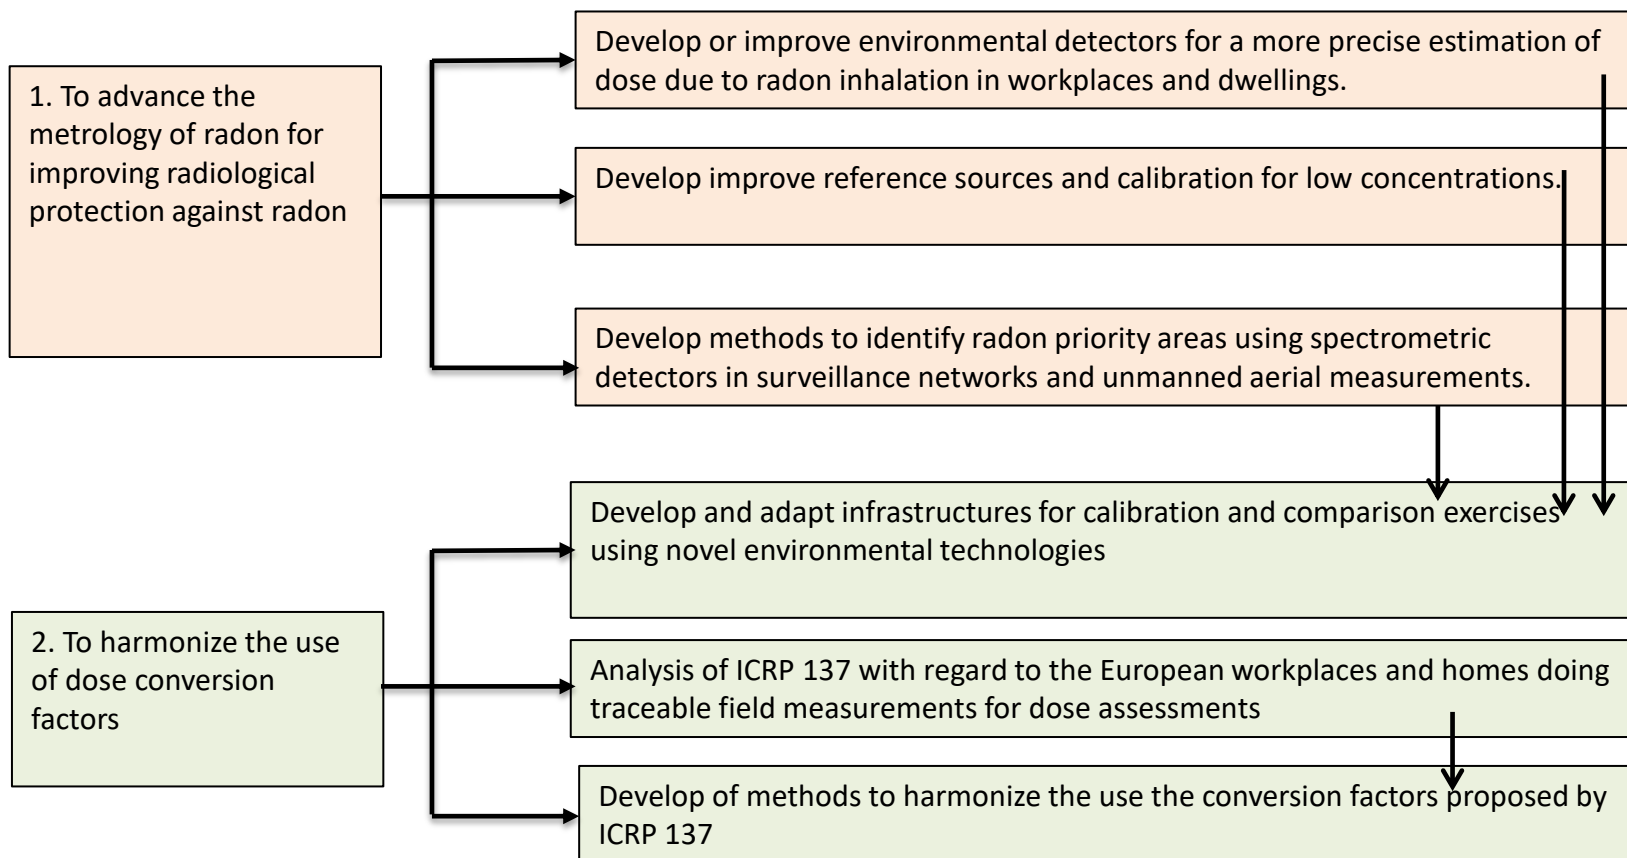 1. To advance the
metrology of radon for
improving radiological
protection against radon
Develop or improve environmental detectors for a more precise estimation of
dose due to radon inhalation in workplaces and dwellings.
Develop improve reference sources and calibration for low concentrations.
Develop methods to identify radon priority areas using spectrometric
detectors in surveillance networks and unmanned aerial measurements.
2. To harmonize the use
of dose conversion
factors
Develop and adapt infrastructures for calibration and comparison exercises
using novel environmental technologies
Analysis of ICRP 137 with regard to the European workplaces and homes doing
traceable field measurements for dose assessments
Develop of methods to harmonize the use the conversion factors proposed by
ICRP 137